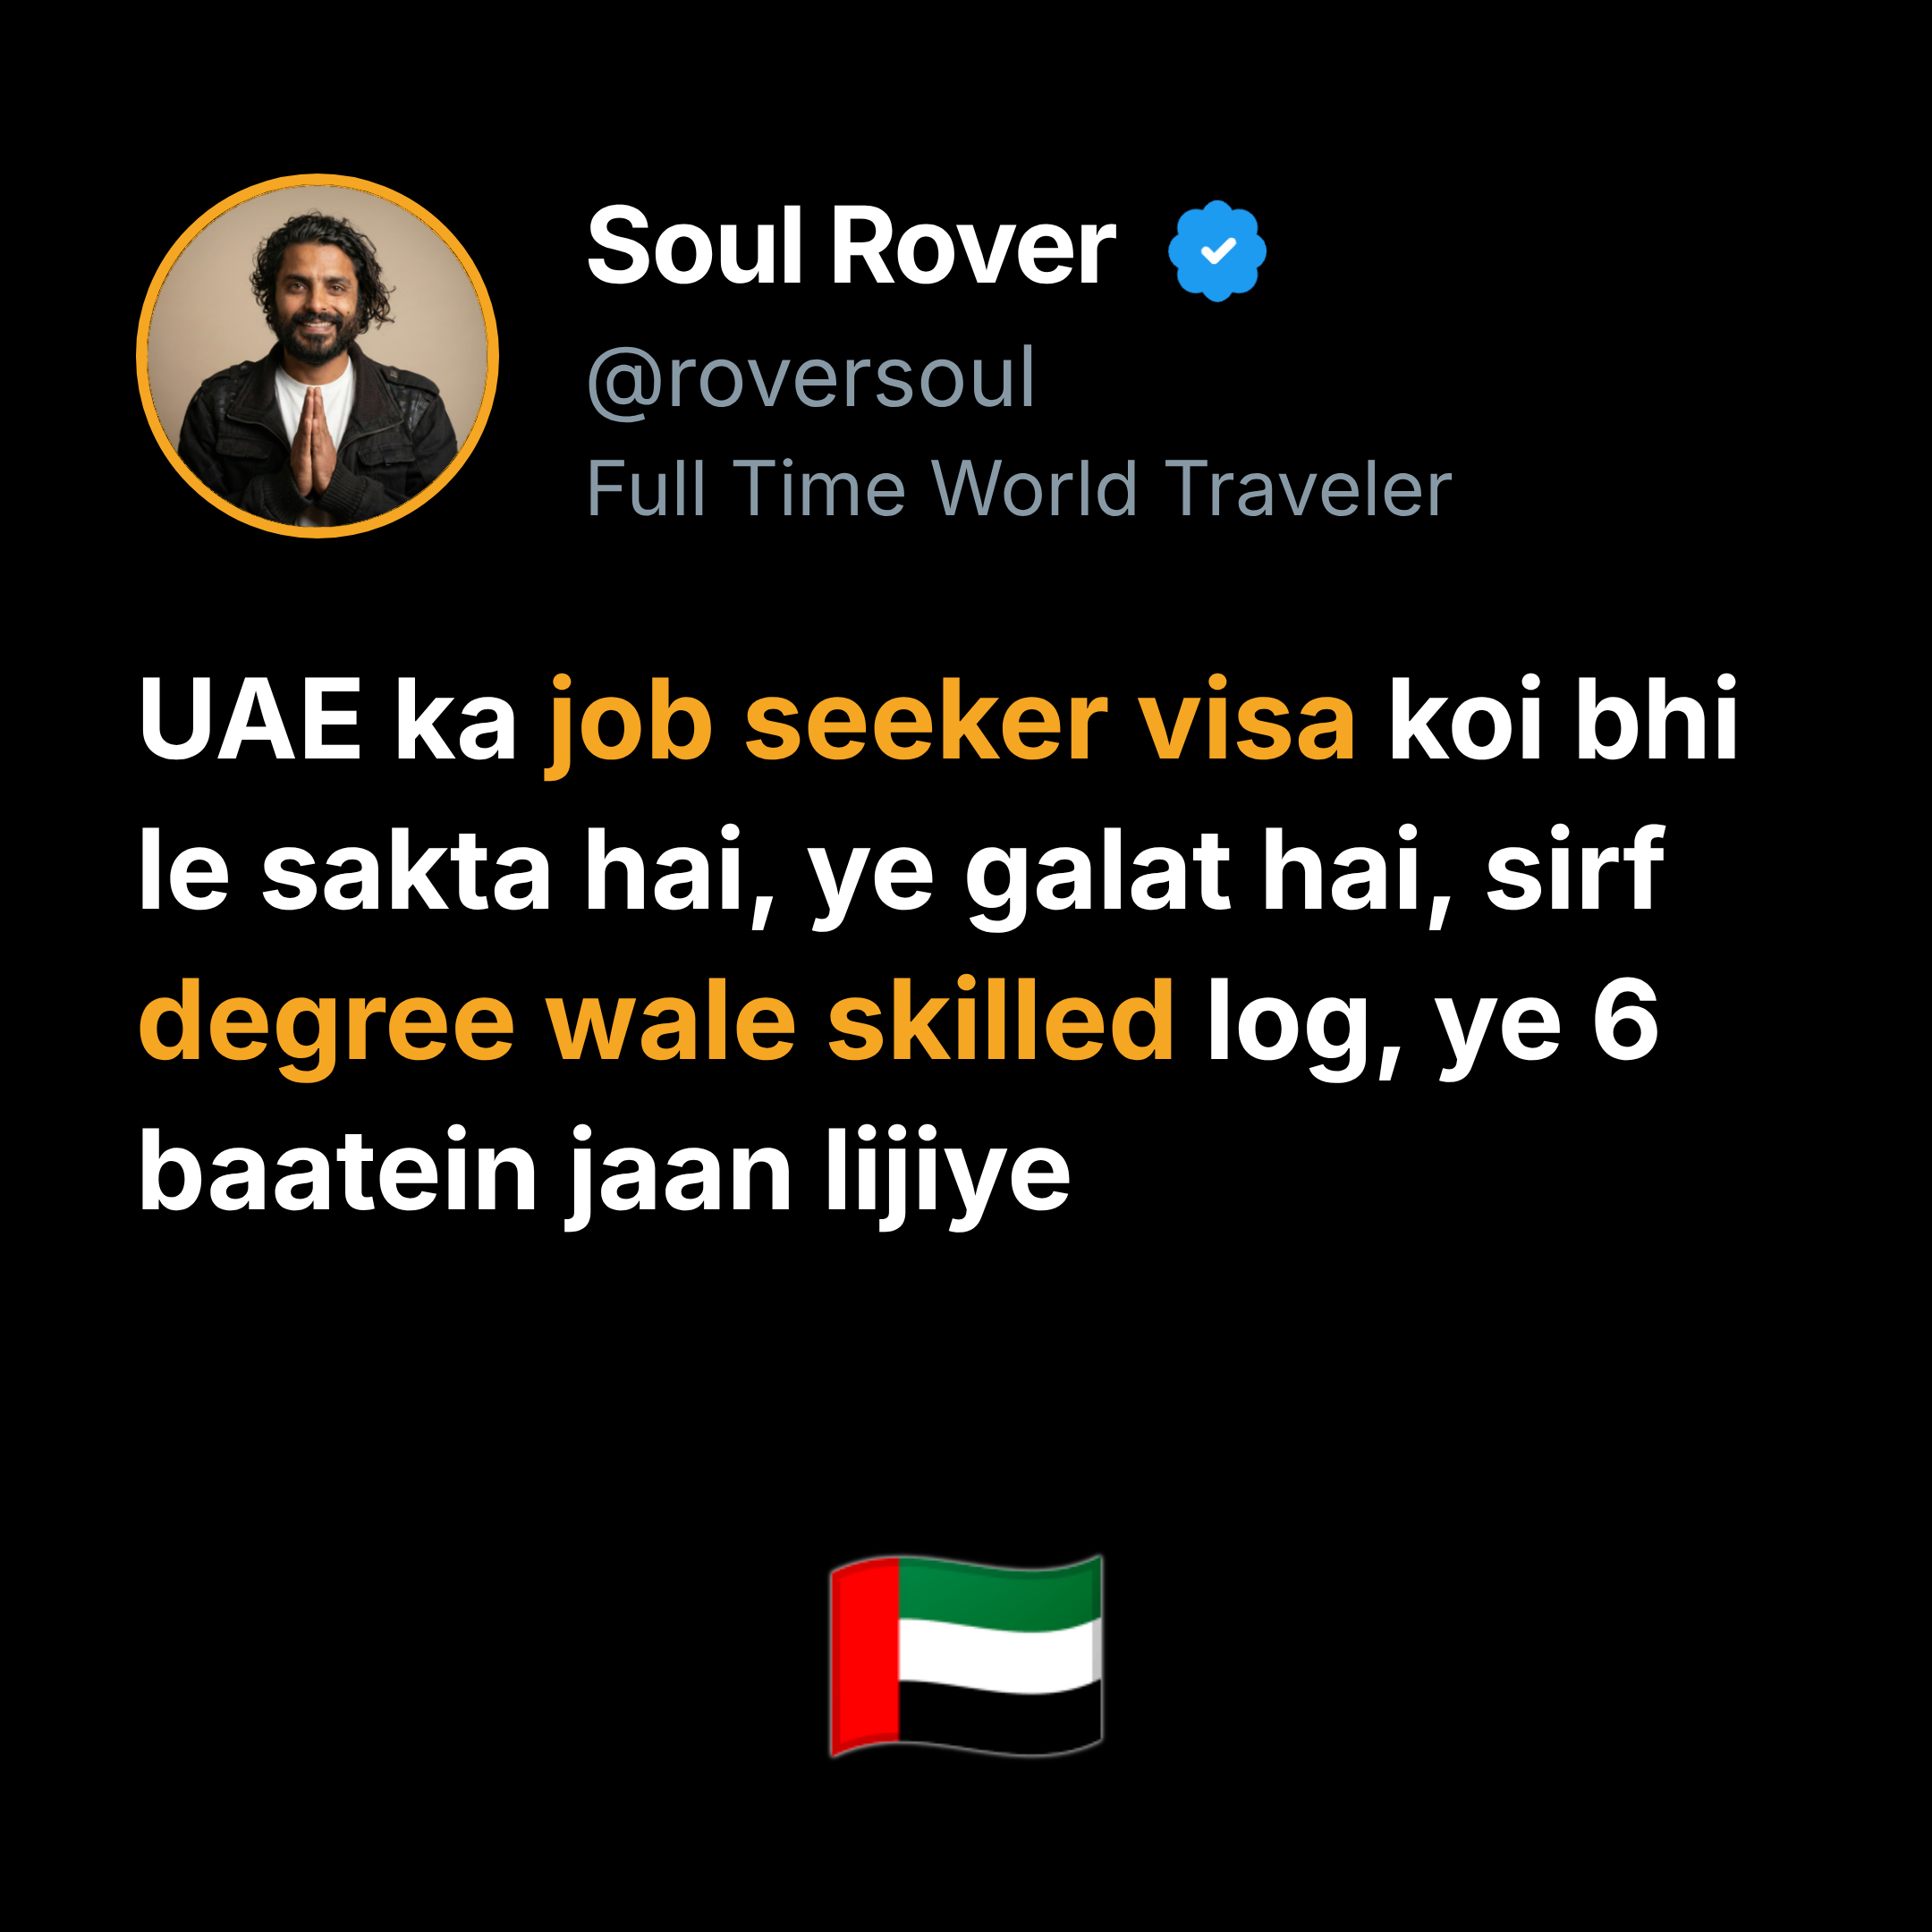 Soul Rover
@roversoul
Full Time World Traveler
UAE ka job seeker visa koi bhi
le sakta hai, ye galat hai, sirf
degree wale skilled log, ye 6
baatein jaan lijiye